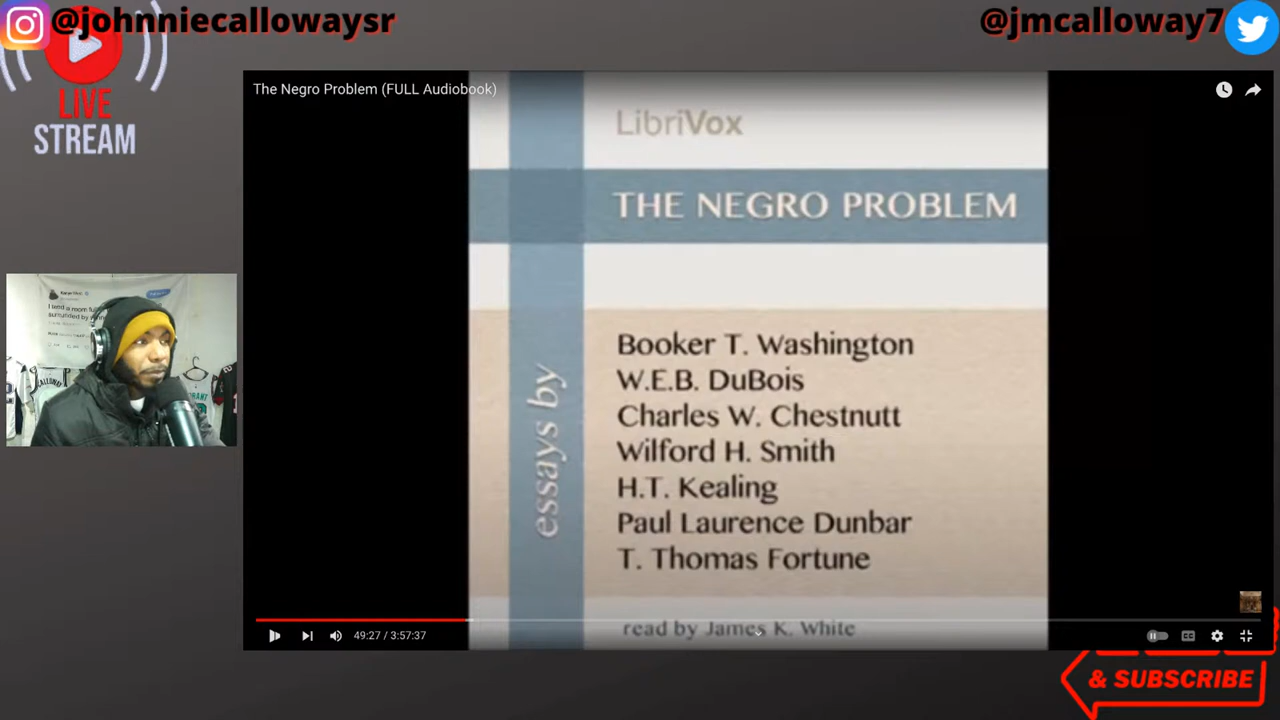 @johnniecallowaysr
@jmcalloway7
LIVE
STREAM
The Negro Problem (FULL Audiobook)
LibriVox
THE NEGRO PROBLEM
essays by
Booker T. Washington
W.E.B. DuBois
Charles W. Chestnutt
Wilford H. Smith
H.T. Kealing
Paul Laurence Dunbar
T. Thomas Fortune
read by James K. White
49:27 / 3:57:37
CC
& SUBSCRIBE